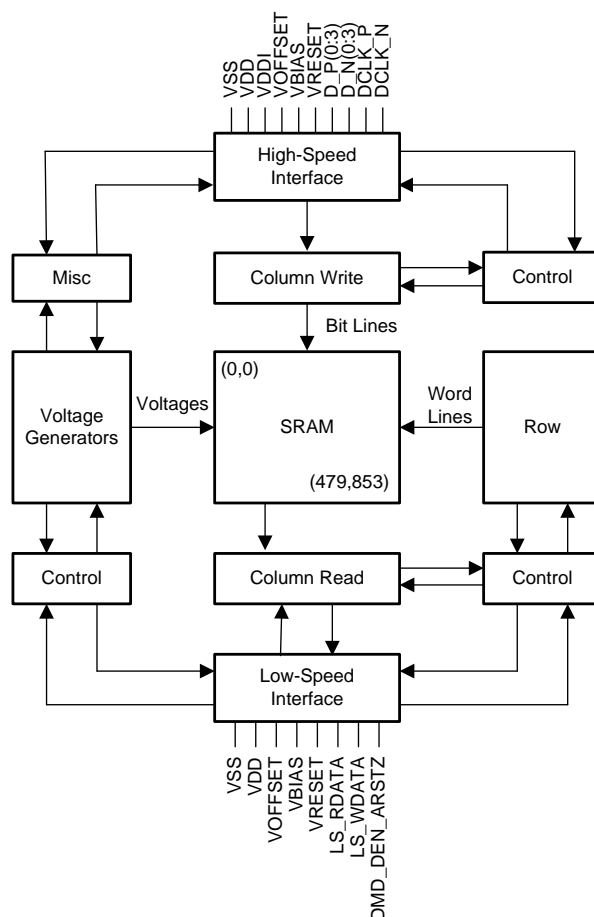 VSS
VDD
VDDI
VOFFSET
VBIAS
VRESET
D_P(0:3)
D_N(0:3)
DCLK_P
DCLK_N
High-Speed
Interface
Misc
Column Write
Control
Bit Lines
(0,0)
Voltage
Generators
Voltages
SRAM
Word
Lines
Row
(479,853)
Control
Column Read
Control
Low-Speed
Interface
VSS
VDD
VOFFSET
VBIAS
VRESET
LS_RDATA
LS_WDATA
DMD_DEN_ARSTZ